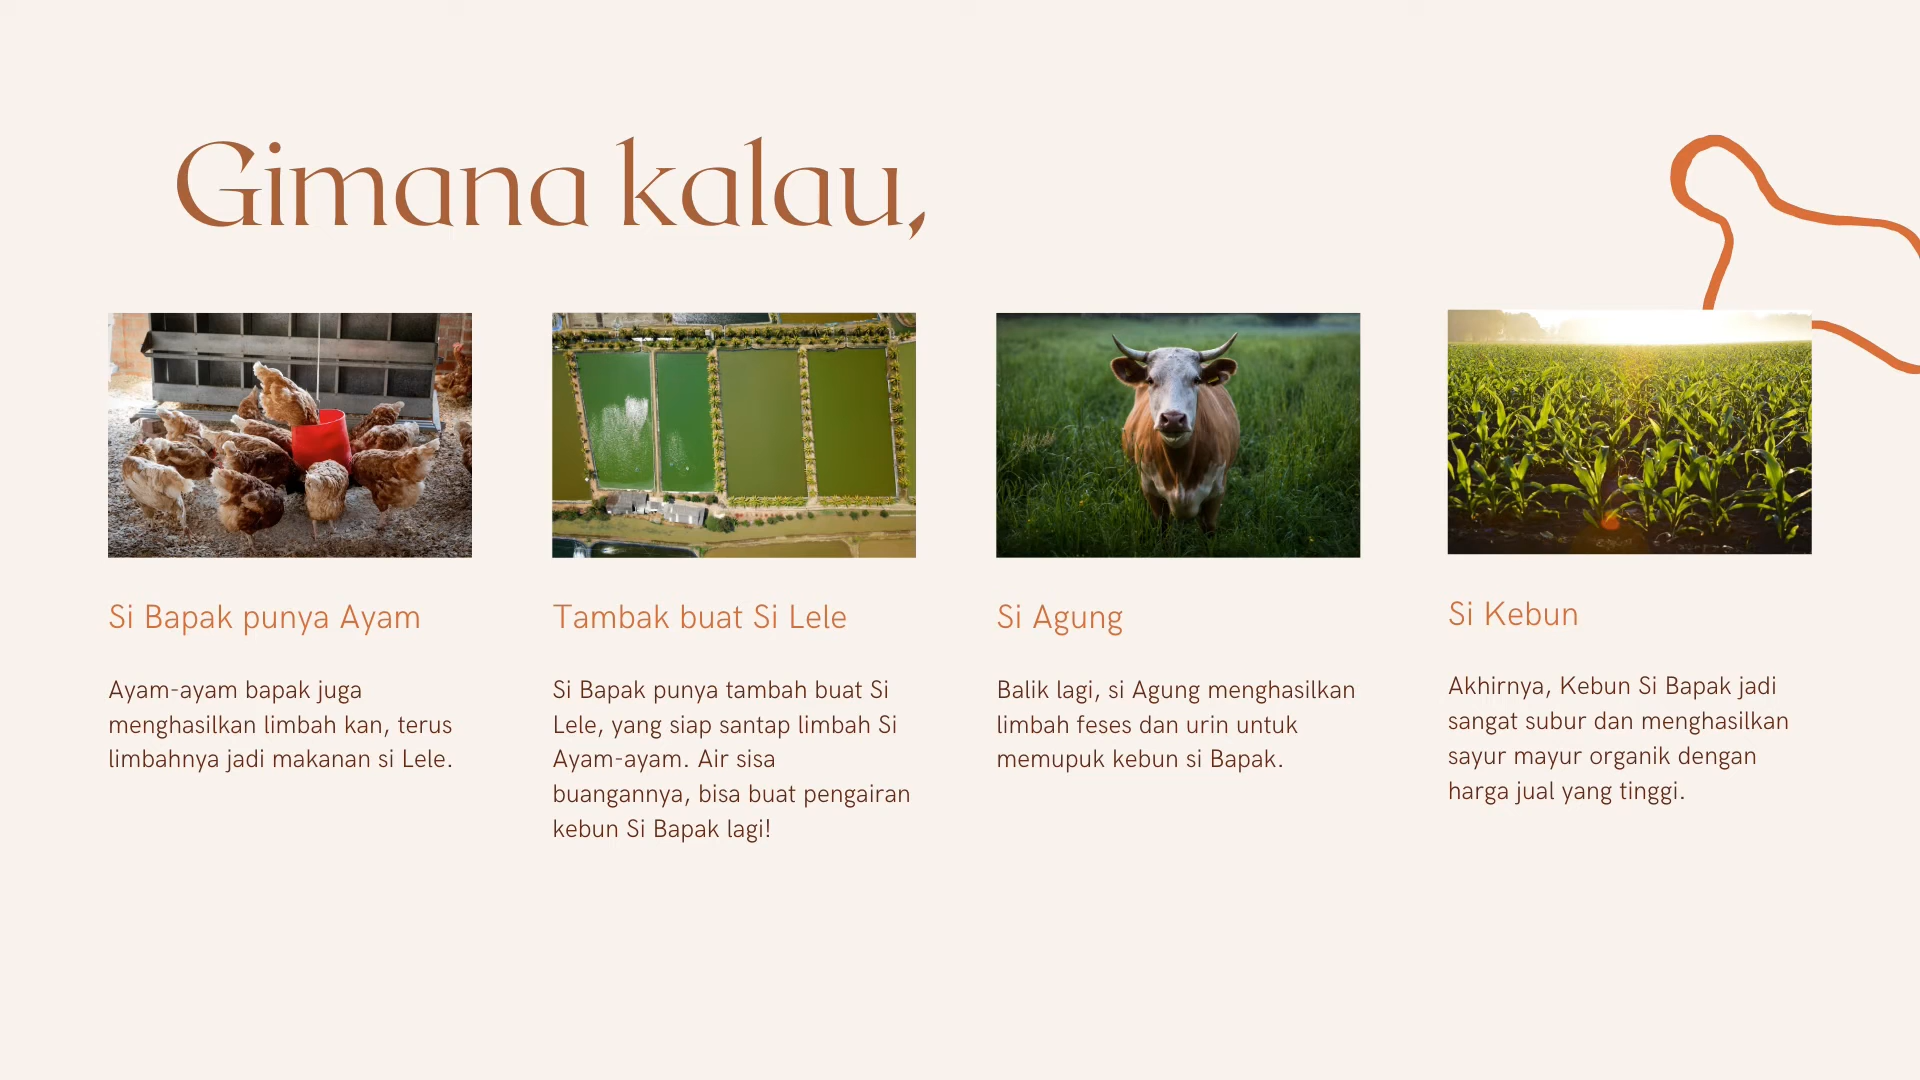 Gimana kalau,
Si Bapak punya Ayam
Ayam-ayam bapak juga
menghasilkan limbah kan, terus
limbahnya jadi makanan si Lele.
Tambak buat Si Lele
Si Bapak punya tambah buat Si
Lele, yang siap santap limbah Si
Ayam-ayam. Air sisa
buangannya, bisa buat pengairan
kebun Si Bapak lagi!
Si Agung
Balik lagi, si Agung menghasilkan
limbah feses dan urin untuk
memupuk kebun si Bapak.
Si Kebun
Akhirnya, Kebun Si Bapak jadi
sangat subur dan menghasilkan
sayur mayur organik dengan
harga jual yang tinggi.